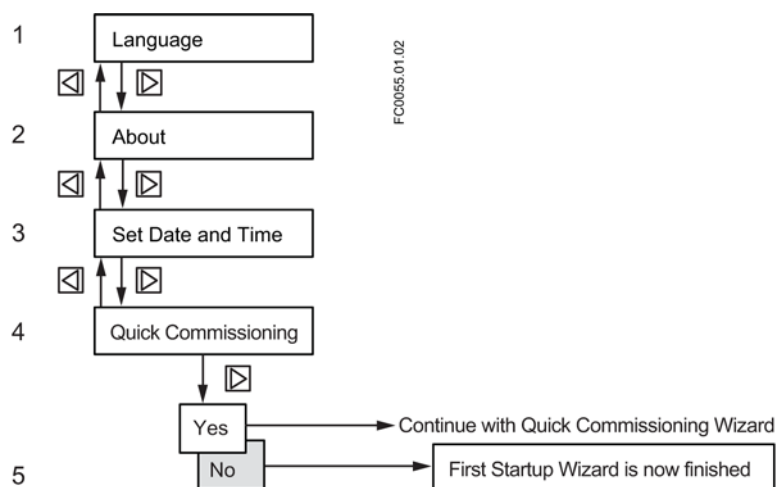 1
Language
FC0055.01.02
2
About
3
Set Date and Time
4
Quick Commissioning
Yes
Continue with Quick Commissioning Wizard
5
No
First Startup Wizard is now finished